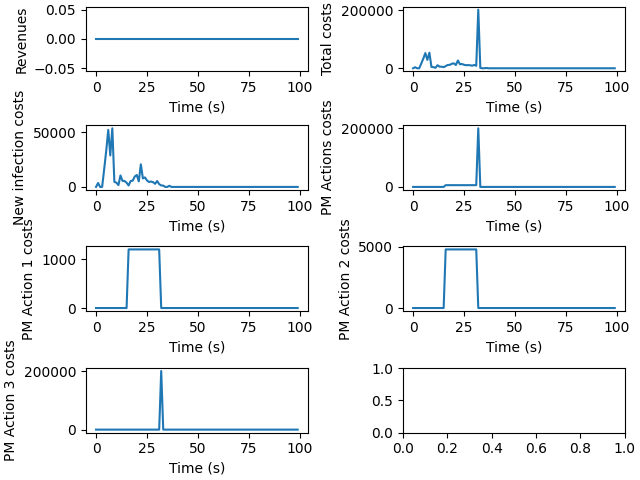 Revenues
0.05
0.00
−0.05
0 25 50 75 100
Time (s)
Total costs
200000
0
0 25 50 75 100
Time (s)
New infection costs
50000
0
0 25 50 75 100
Time (s)
PM Actions costs
200000
0
0 25 50 75 100
Time (s)
PM Action 1 costs
1000
0
0 25 50 75 100
Time (s)
PM Action 2 costs
5000
0
0 25 50 75 100
Time (s)
PM Action 3 costs
200000
0
0 25 50 75 100
Time (s)
1.0
0.5
0.0
0.0 0.2 0.4 0.6 0.8 1.0